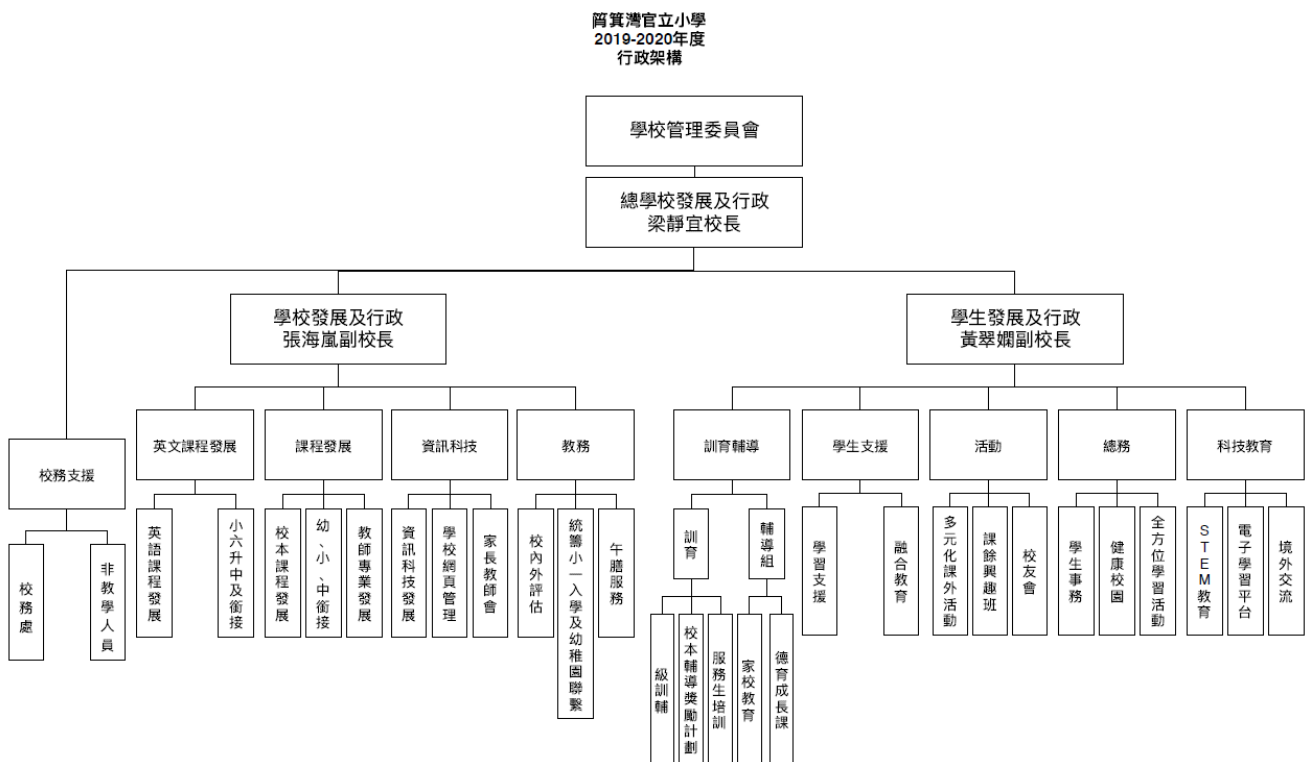 筲箕灣官立小學
2019-2020年度
行政架構
學校管理委員會
總學校發展及行政
梁靜宜校長
學校發展及行政
張海嵐副校長
學生發展及行政
黃翠嫻副校長
校務支援
英文課程發展
課程發展
資訊科技
教務
訓育輔導
學生支援
活動
總務
科技教育
校務處
非教學人員
英語課程發展
小六升中及銜接
校本課程發展
幼、小、中銜接
教師專業發展
資訊科技發展
學校網頁管理
家長教師會
校內外評估
統籌小一入學及幼稚園聯繫
午膳服務
訓育
輔導組
學習支援
融合教育
多元化課外活動
課餘興趣班
校友會
學生事務
健康校園
全方位學習活動
STEM教育
電子學習平台
境外交流
級訓輔
校本輔導獎勵計劃
服務生培訓
家校教育
德育成長課